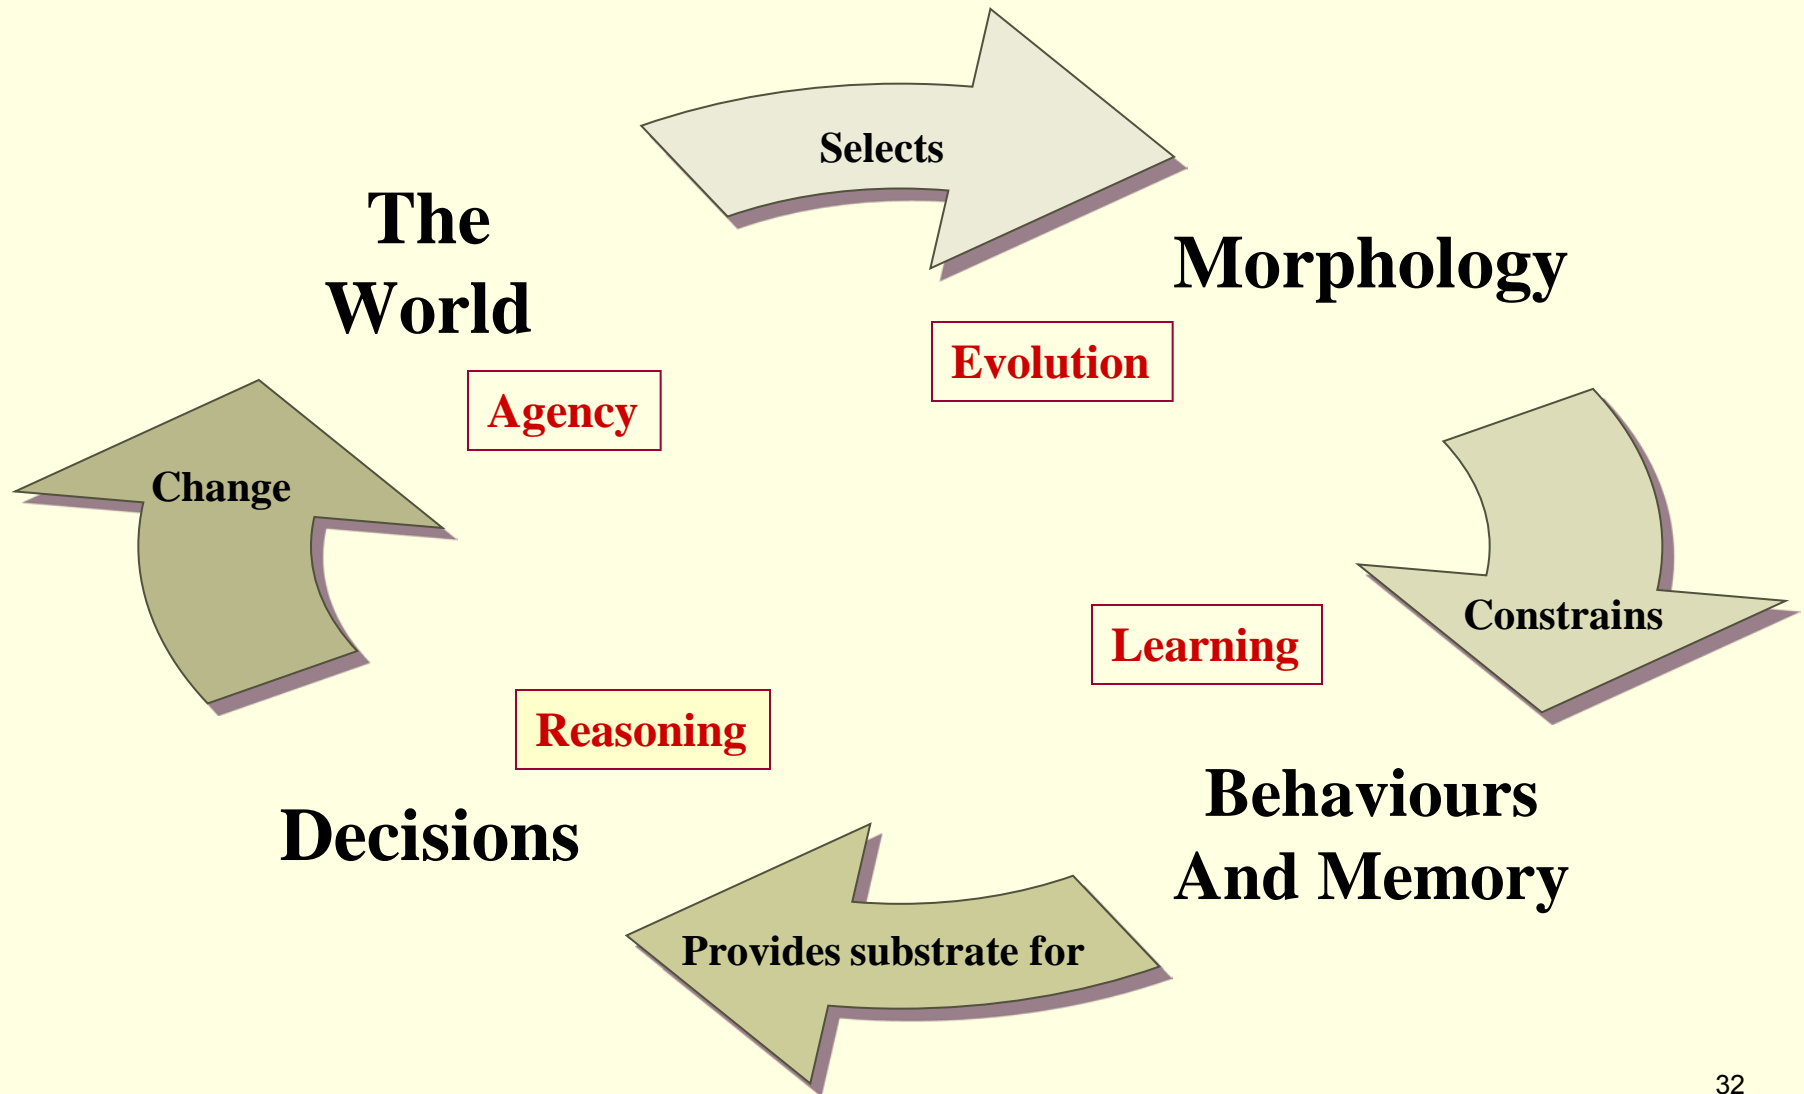 Selects
The
World
Morphology
Evolution
Agency
Change
Constrains
Learning
Reasoning
Behaviours
And Memory
Decisions
Provides substrate for
32